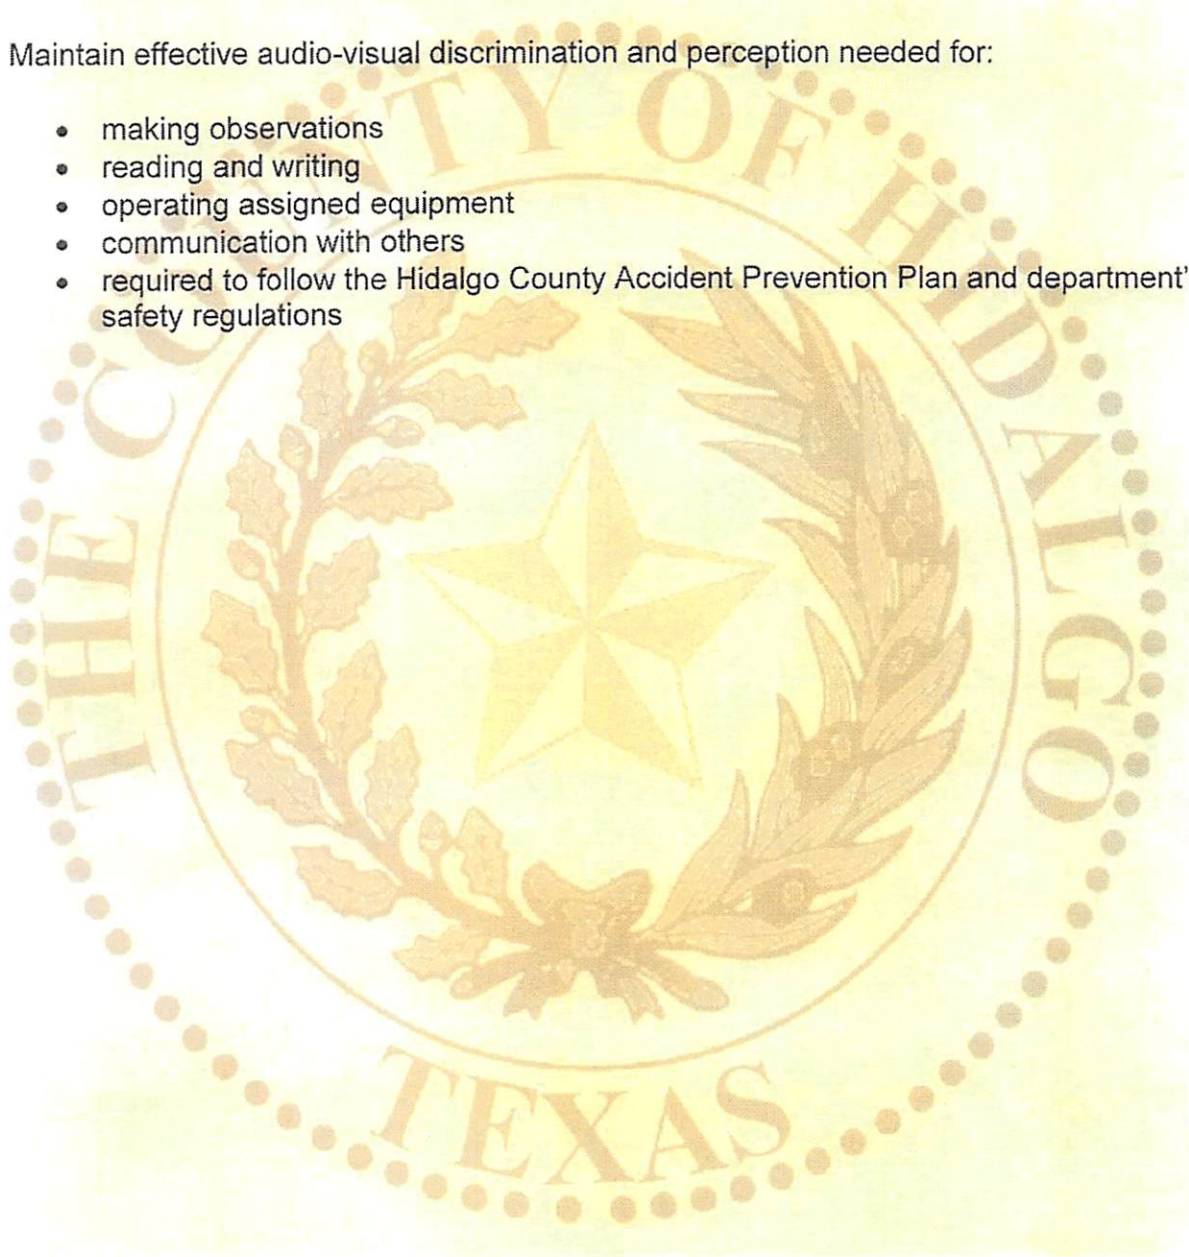 Maintain effective audio-visual discrimination and perception needed for:
• making observations
• reading and writing
• operating assigned equipment
• communication with others
• required to follow the Hidalgo County Accident Prevention Plan and department'
safety regulations
THE COUNTY OF HIDALGO
TEXAS